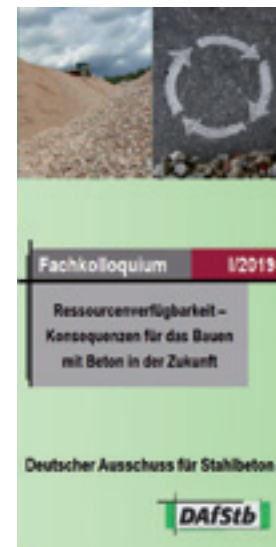 Fachkolloquium I/2019
Ressourcenverfügbarkeit –
Konsequenzen für das Bauen
mit Beton in der Zukunft
Deutscher Ausschuss für Stahlbeton
DAfStb